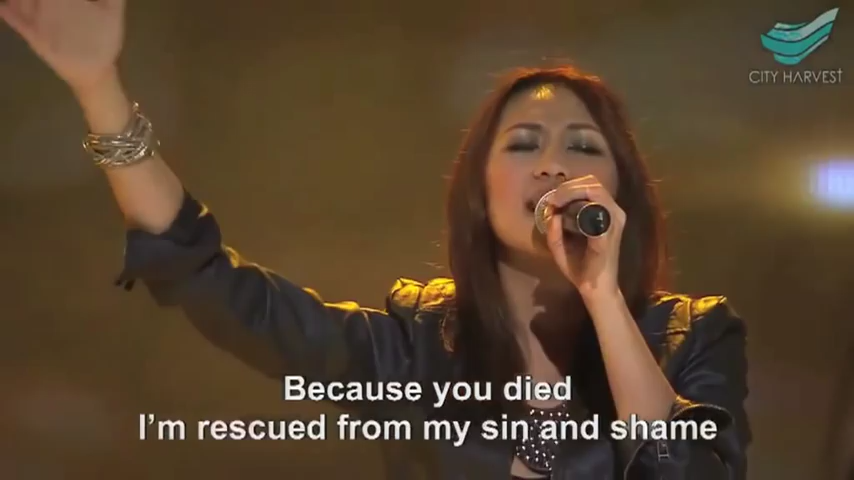 CITY HARVEST
Because you died
I'm rescued from my sin and shame